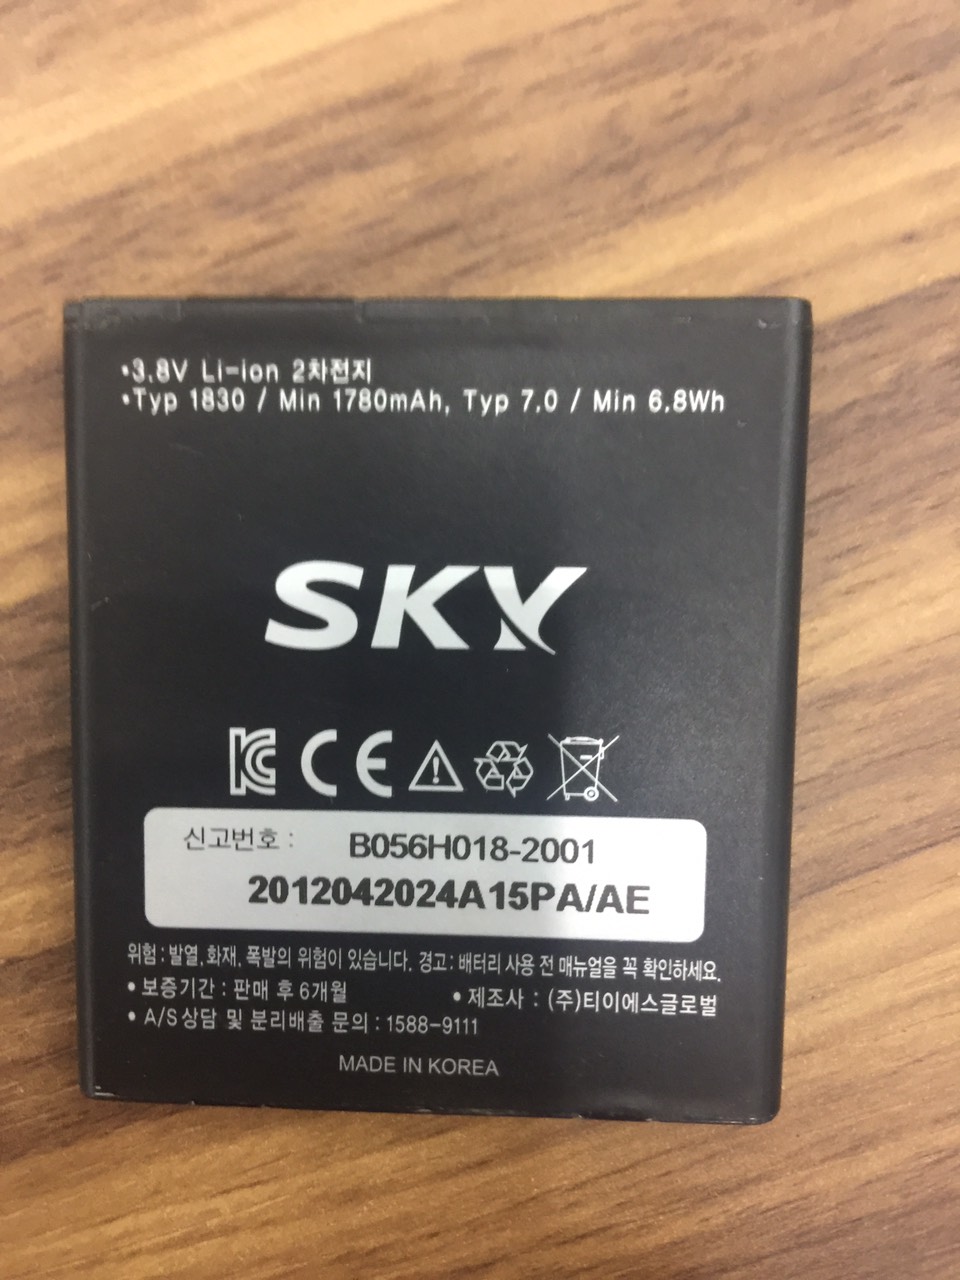 •3.8V Li-ion 2차전지
•Typ 1830 / Min 1780mAh, Typ 7.0 / Min 6.8Wh
SKY
신고번호 : B056H018-2001
2012042024A15PA/AE
위험 : 발열, 화재, 폭발의 위험이 있습니다. 경고 : 배터리 사용 전 매뉴얼을 꼭 확인하세요.
• 보증기간 : 판매 후 6개월 • 제조사 : (주)티이에스글로벌
• A/S상담 및 분리배출 문의 : 1588-9111
MADE IN KOREA